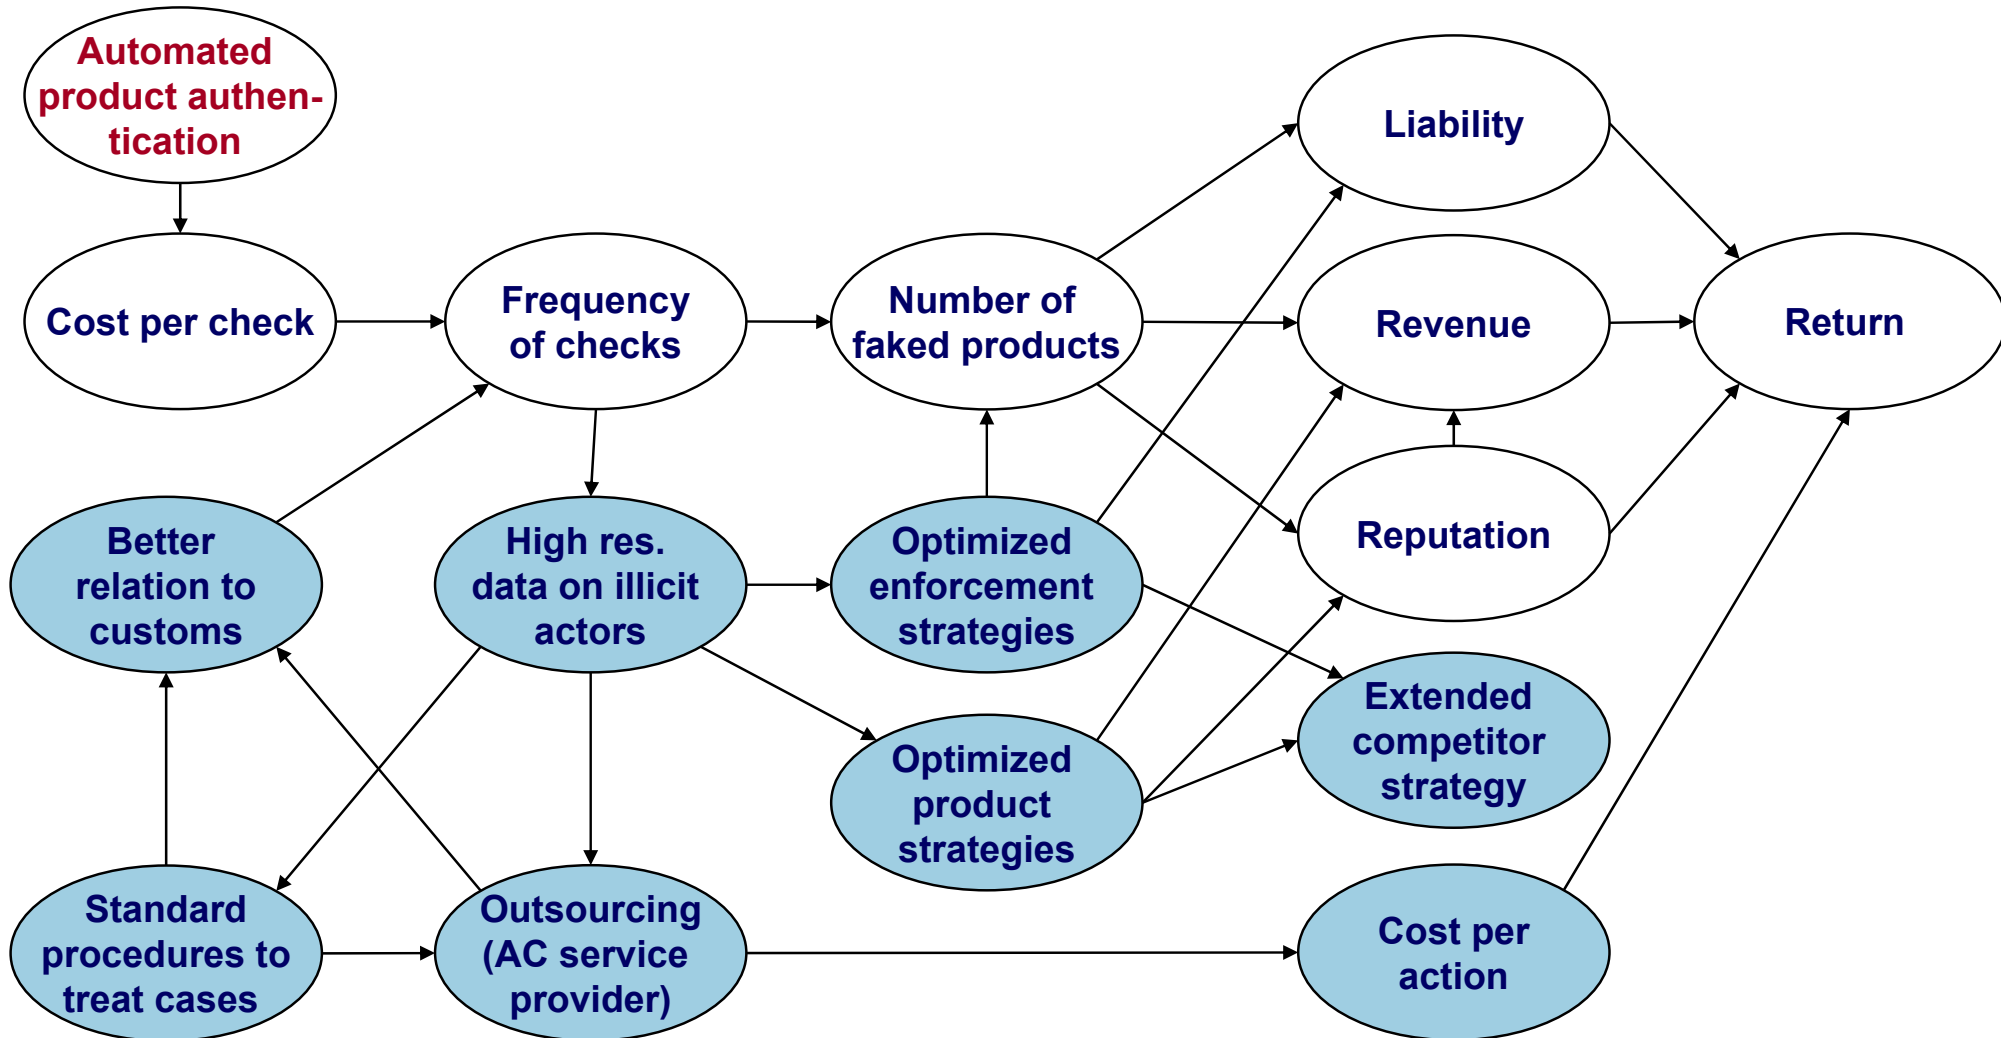 Automated
product authen-
tication
Liability
Cost per check
Frequency
of checks
Number of
faked products
Revenue
Return
Reputation
Better
relation to
customs
High res.
data on illicit
actors
Optimized
enforcement
strategies
Extended
competitor
strategy
Optimized
product
strategies
Standard
procedures to
treat cases
Outsourcing
(AC service
provider)
Cost per
action